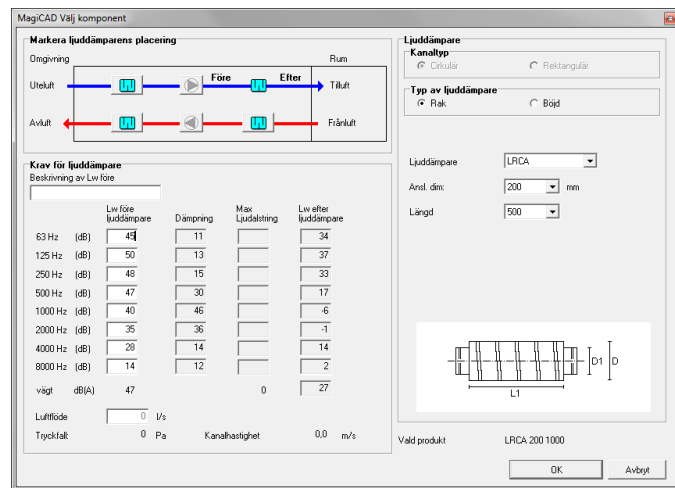 MagiCAD Välj komponent
Markera ljuddämparens placering
Omgivning Rum
Uteluft Före Efter Tilluft
Avluft Frånluft
Krav för ljuddämpare
Beskrivning av Lw före
Lw före ljuddämpare Dämpning Max Ljudalstring Lw efter ljuddämpare
63 Hz (dB) 45 11 34
125 Hz (dB) 50 13 37
250 Hz (dB) 48 15 33
500 Hz (dB) 47 30 17
1000 Hz (dB) 40 46 -6
2000 Hz (dB) 35 36 -1
4000 Hz (dB) 28 14 14
8000 Hz (dB) 14 12 2
vägt dB(A) 47 0 27
Luftflöde 0 l/s
Tryckfall: 0 Pa Kanalhastighet 0,0 m/s
Ljuddämpare
Kanaltyp
Cirkulär Rektangulär
Typ av ljuddämpare
Rak Böjd
Ljuddämpare LRCA
Ansl. dim: 200 mm
Längd 500
D1 D
L1
Vald produkt LRCA 200 1000
OK Avbryt